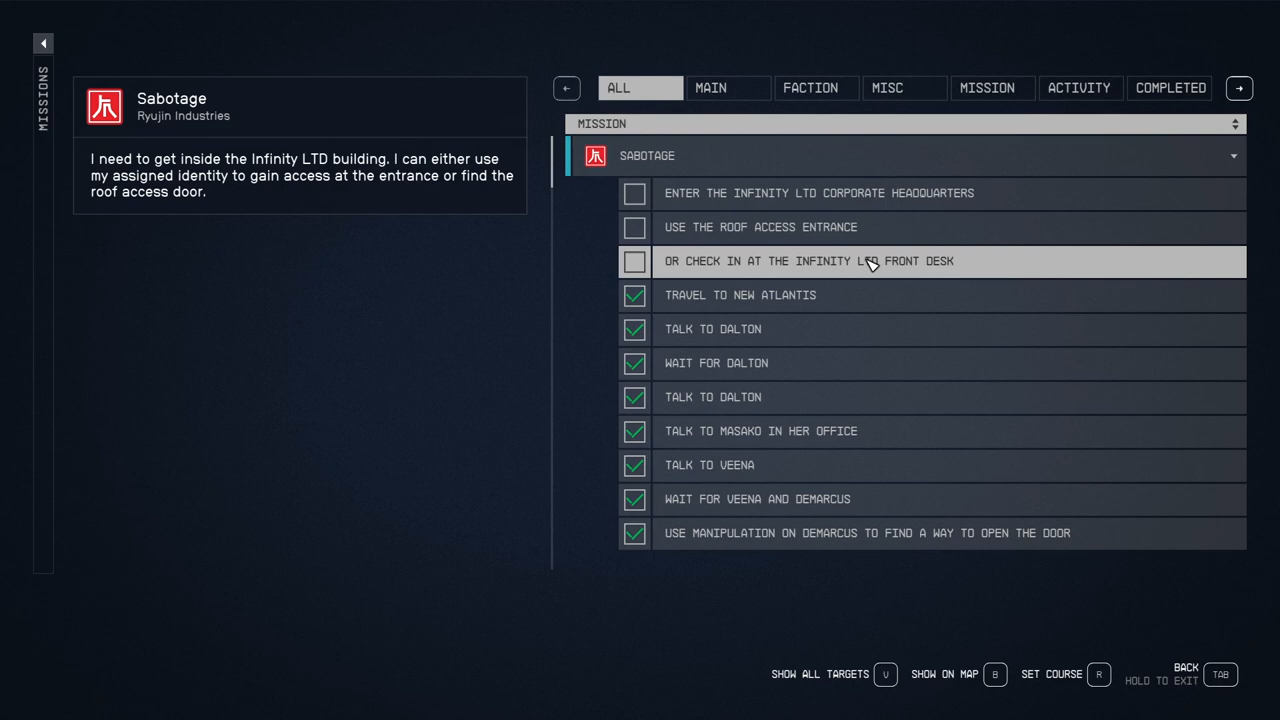 MISSIONS
Sabotage
Ryujin Industries
I need to get inside the Infinity LTD building. I can either use
my assigned identity to gain access at the entrance or find the
roof access door.
ALL MAIN FACTION MISC MISSION ACTIVITY COMPLETED
MISSION
SABOTAGE
ENTER THE INFINITY LTD CORPORATE HEADQUARTERS
USE THE ROOF ACCESS ENTRANCE
OR CHECK IN AT THE INFINITY LTD FRONT DESK
TRAVEL TO NEW ATLANTIS
TALK TO DALTON
WAIT FOR DALTON
TALK TO DALTON
TALK TO MASAKO IN HER OFFICE
TALK TO VEENA
WAIT FOR VEENA AND DEMARCUS
USE MANIPULATION ON DEMARCUS TO FIND A WAY TO OPEN THE DOOR
SHOW ALL TARGETS V SHOW ON MAP B SET COURSE R BACK TAB
HOLD TO EXIT